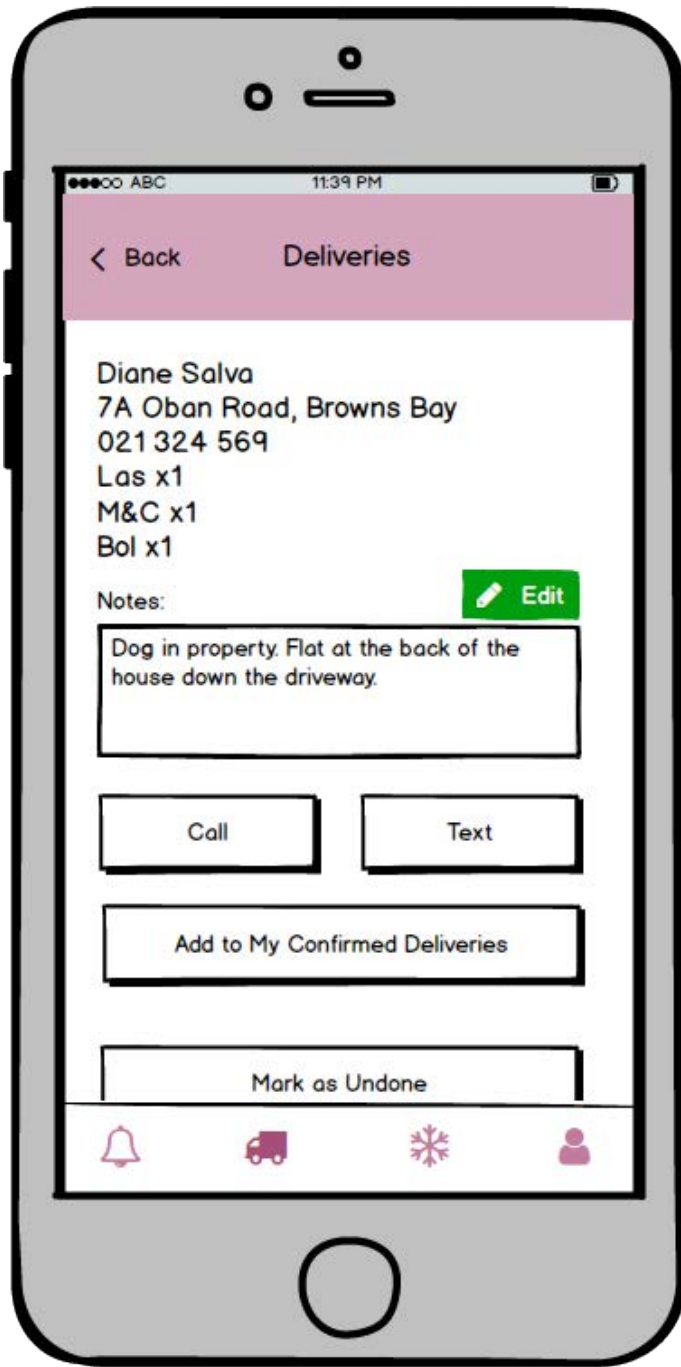 ABC 11:39 PM
Back Deliveries
Diane Salva
7A Oban Road, Browns Bay
021 324 569
Las x1
M&C x1
Bol x1
Notes: Edit
Dog in property. Flat at the back of the
house down the driveway.
Call Text
Add to My Confirmed Deliveries
Mark as Undone